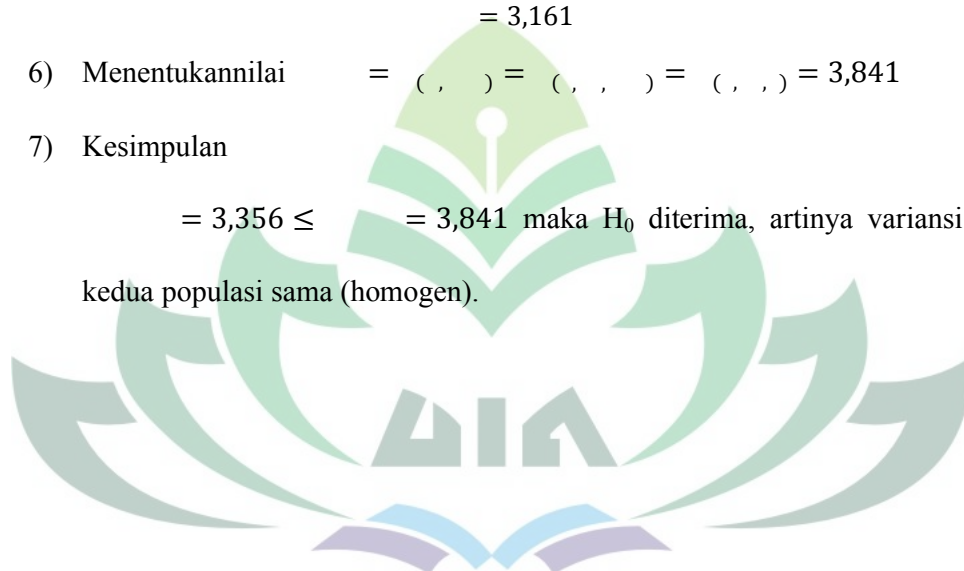 = 3,161
6) Menentukannilai = ( , ) = ( , , ) = ( , , ) = 3,841
7) Kesimpulan
= 3,356 ≤ = 3,841 maka H₀ diterima, artinya variansi
kedua populasi sama (homogen).